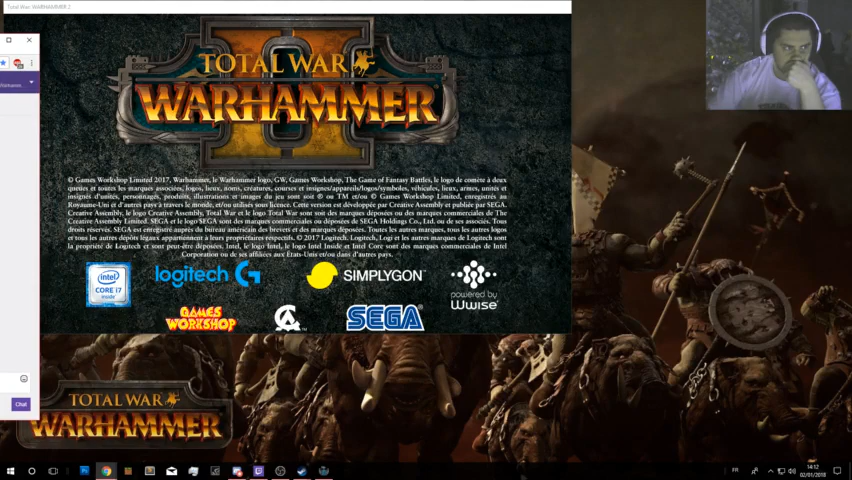 Total War: WARHAMMER 2
TOTAL WAR
WARHAMMER
II
© Games Workshop Limited 2017, Warhammer, le Warhammer logo, GW, Games Workshop, The Game of Fantasy Battles, le logo de comète à deux
queues et toutes les marques associées, logos, lieux, noms, créatures, courses et insignes/appareils/logos/symboles, véhicules, lieux, armes, unités et
insignes d'unités, personnages, produits, illustrations et images du jeu sont soit ® ou TM et/ou © Games Workshop Limited, enregistrés au
Royaume-Uni et d'autres pays à travers le monde, et/ou utilisés sous licence. Cette version est développée par Creative Assembly et publiée par SEGA.
Creative Assembly, le logo Creative Assembly, Total War et le logo Total War sont soit des marques déposées ou des marques commerciales de The
Creative Assembly Limited. SEGA et le logo SEGA sont des marques commerciales ou déposées de SEGA Holdings Co., Ltd. ou de ses affiliés. Tous
droits réservés. SEGA est enregistré auprès du bureau américain des brevets et des marques déposées. Toutes les autres marques, tous les autres logos
et tous les autres dépôts légaux appartiennent à leurs propriétaires respectifs. © 2017 Logitech. Logitech, Logi et les autres marques de Logitech sont
la propriété de Logitech et sont peut-être déposées. Intel, le logo Intel, le logo Intel Inside et Intel Core sont des marques commerciales de Intel
Corporation ou de ses affiliées aux États-Unis et/ou dans d'autres pays.
intel
CORE i7
inside
logitech G
SIMPLYGON
powered by
Wwise
GAMES
WORKSHOP
CA
SEGA
Chat
TOTAL WAR
WARHAMMER
FR
14:12
02/01/2018